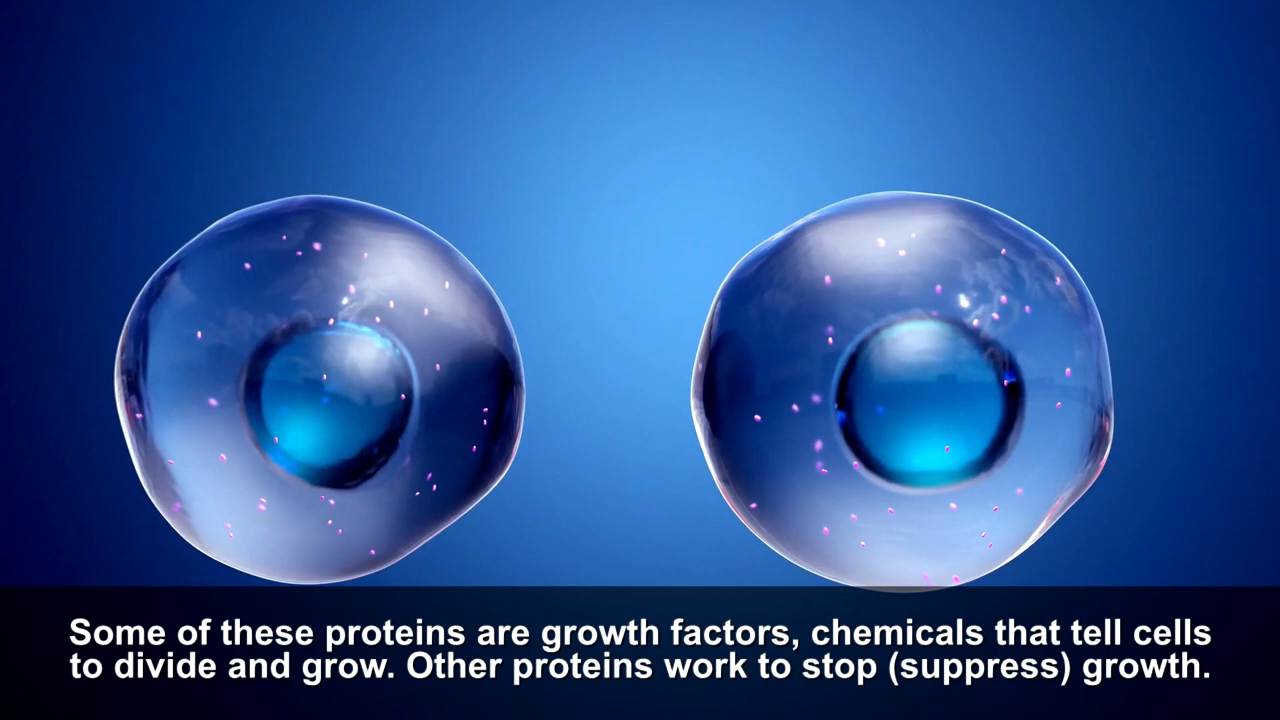 Some of these proteins are growth factors, chemicals that tell cells
to divide and grow. Other proteins work to stop (suppress) growth.